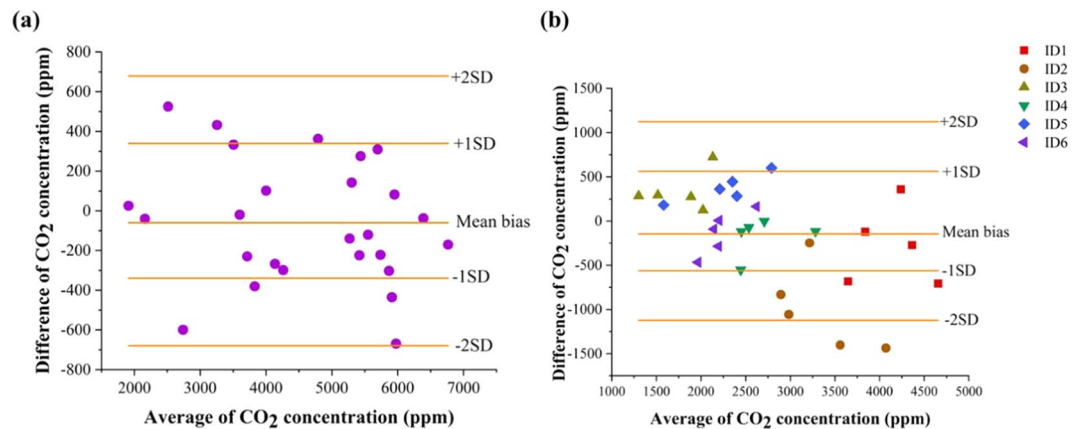 (a)
Difference of CO2 concentration (ppm)
800
600
400
200
0
-200
-400
-600
-800
+2SD
+1SD
Mean bias
-1SD
-2SD
2000 3000 4000 5000 6000 7000
Average of CO2 concentration (ppm)
(b)
Difference of CO2 concentration (ppm)
1500
1000
500
0
-500
-1000
-1500
+2SD
+1SD
Mean bias
-1SD
-2SD
1000 1500 2000 2500 3000 3500 4000 4500 5000
Average of CO2 concentration (ppm)
ID1
ID2
ID3
ID4
ID5
ID6